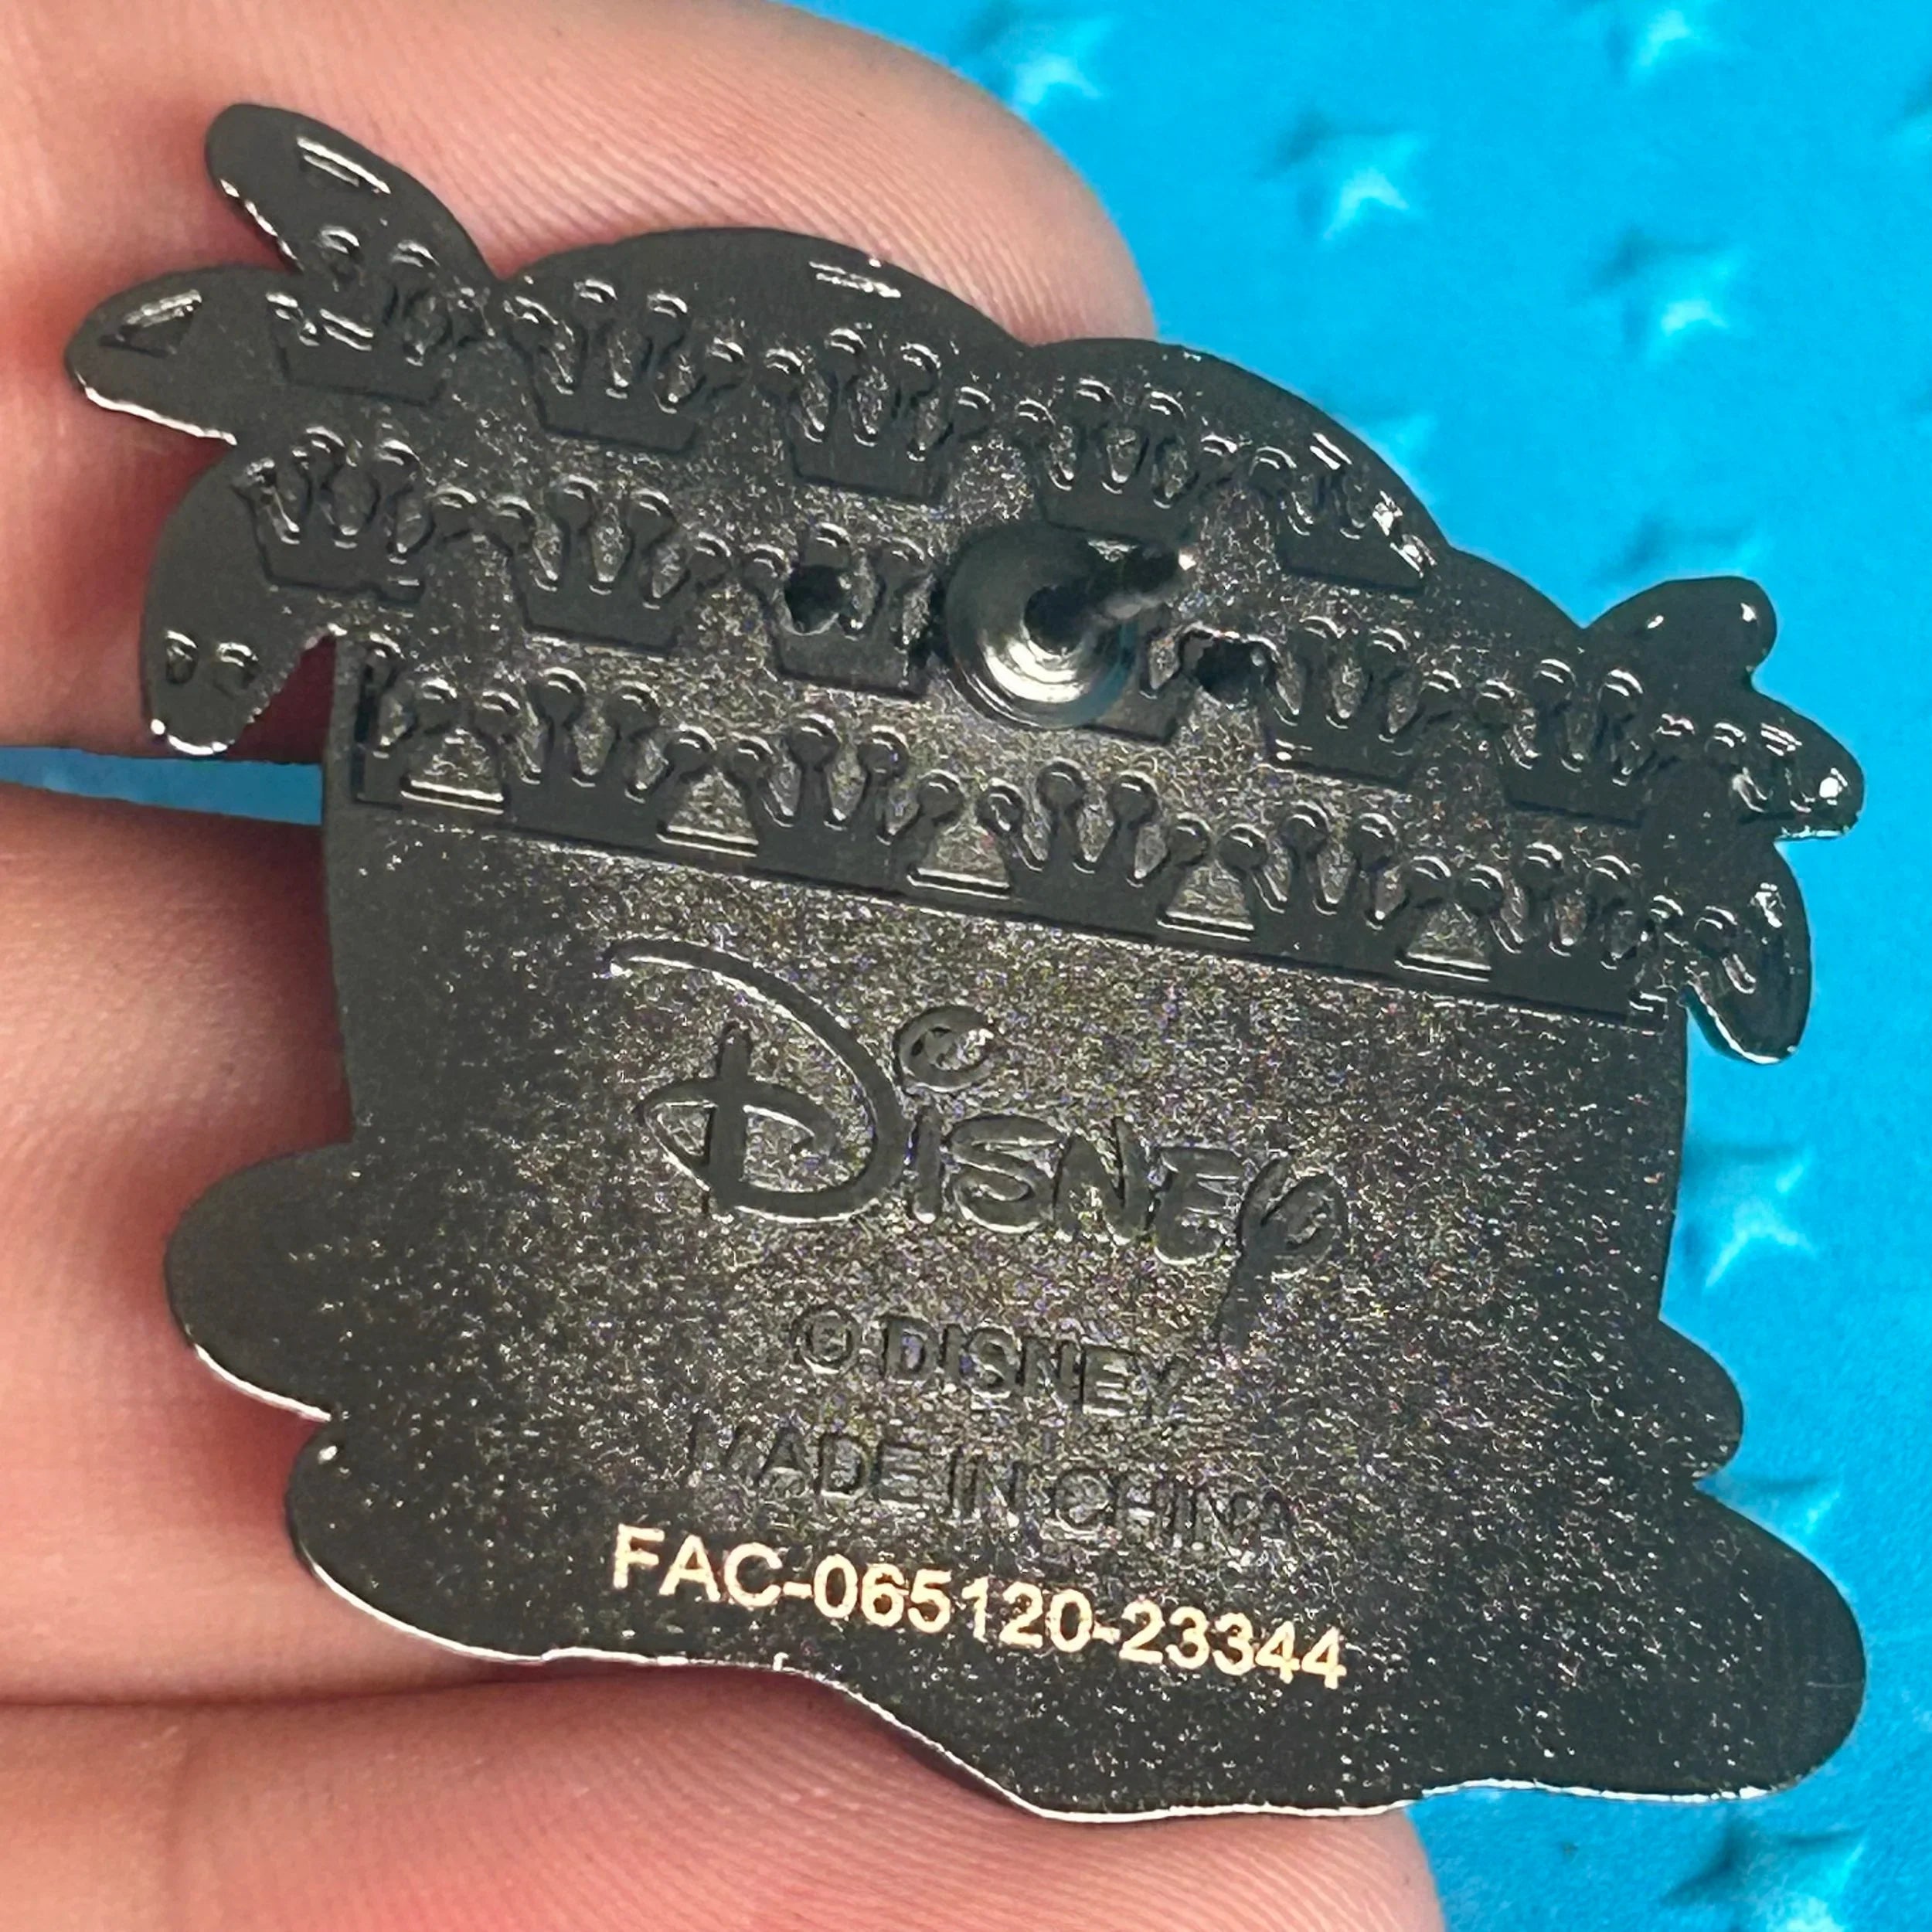 Disney
© DISNEY
MADE IN CHINA
FAC-065120-23344